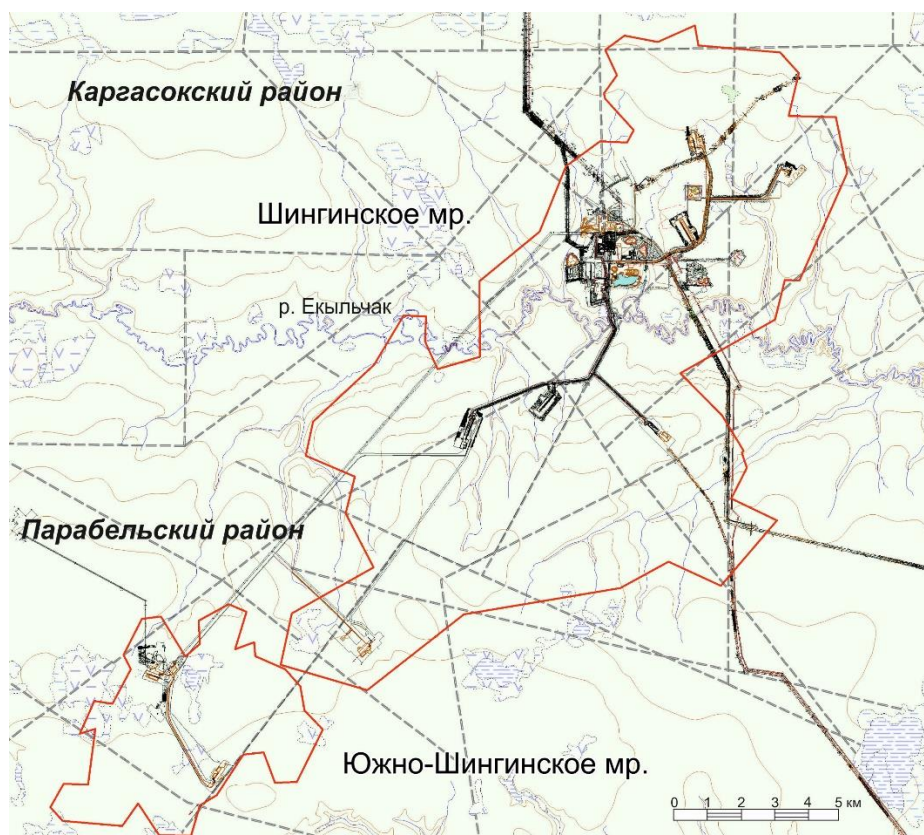 Каргасокский район
Шингинское мр.
р. Екыльчак
Парабельский район
Южно-Шингинское мр.
0 1 2 3 4 5 км